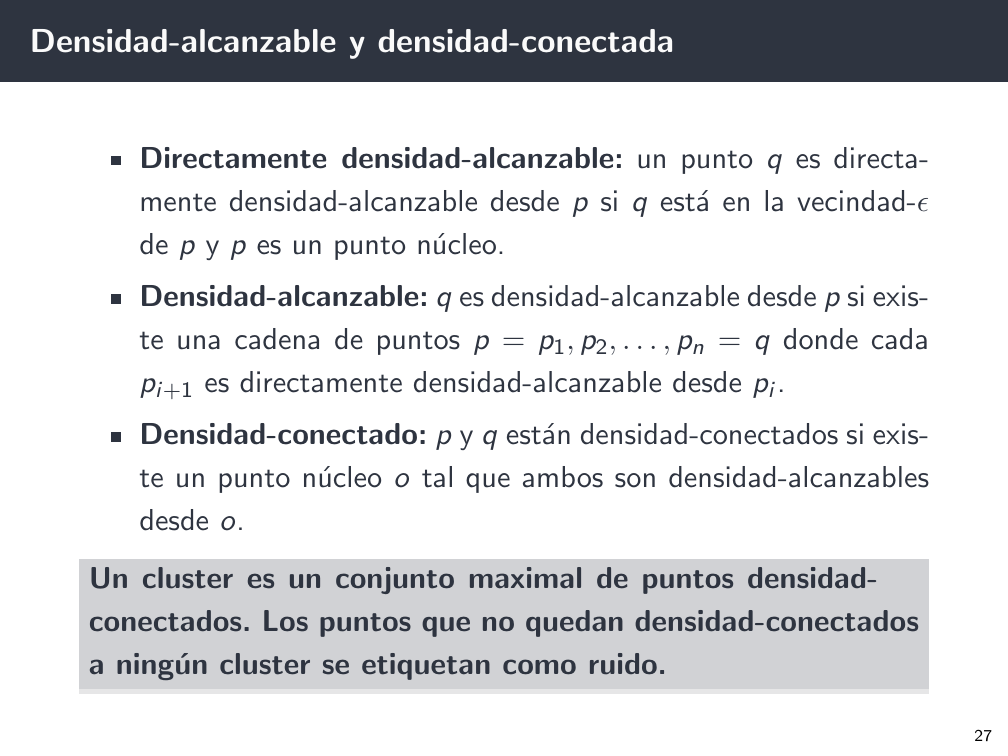 Densidad-alcanzable y densidad-conectada
Directamente densidad-alcanzable: un punto q es directa-
mente densidad-alcanzable desde p si q está en la vecindad-ϵ
de p y p es un punto núcleo.
Densidad-alcanzable: q es densidad-alcanzable desde p si exis-
te una cadena de puntos p = p₁, p₂, . . . , pₙ = q donde cada
pᵢ₊₁ es directamente densidad-alcanzable desde pᵢ.
Densidad-conectado: p y q están densidad-conectados si exis-
te un punto núcleo o tal que ambos son densidad-alcanzables
desde o.
Un cluster es un conjunto maximal de puntos densidad-
conectados. Los puntos que no quedan densidad-conectados
a ningún cluster se etiquetan como ruido.
27